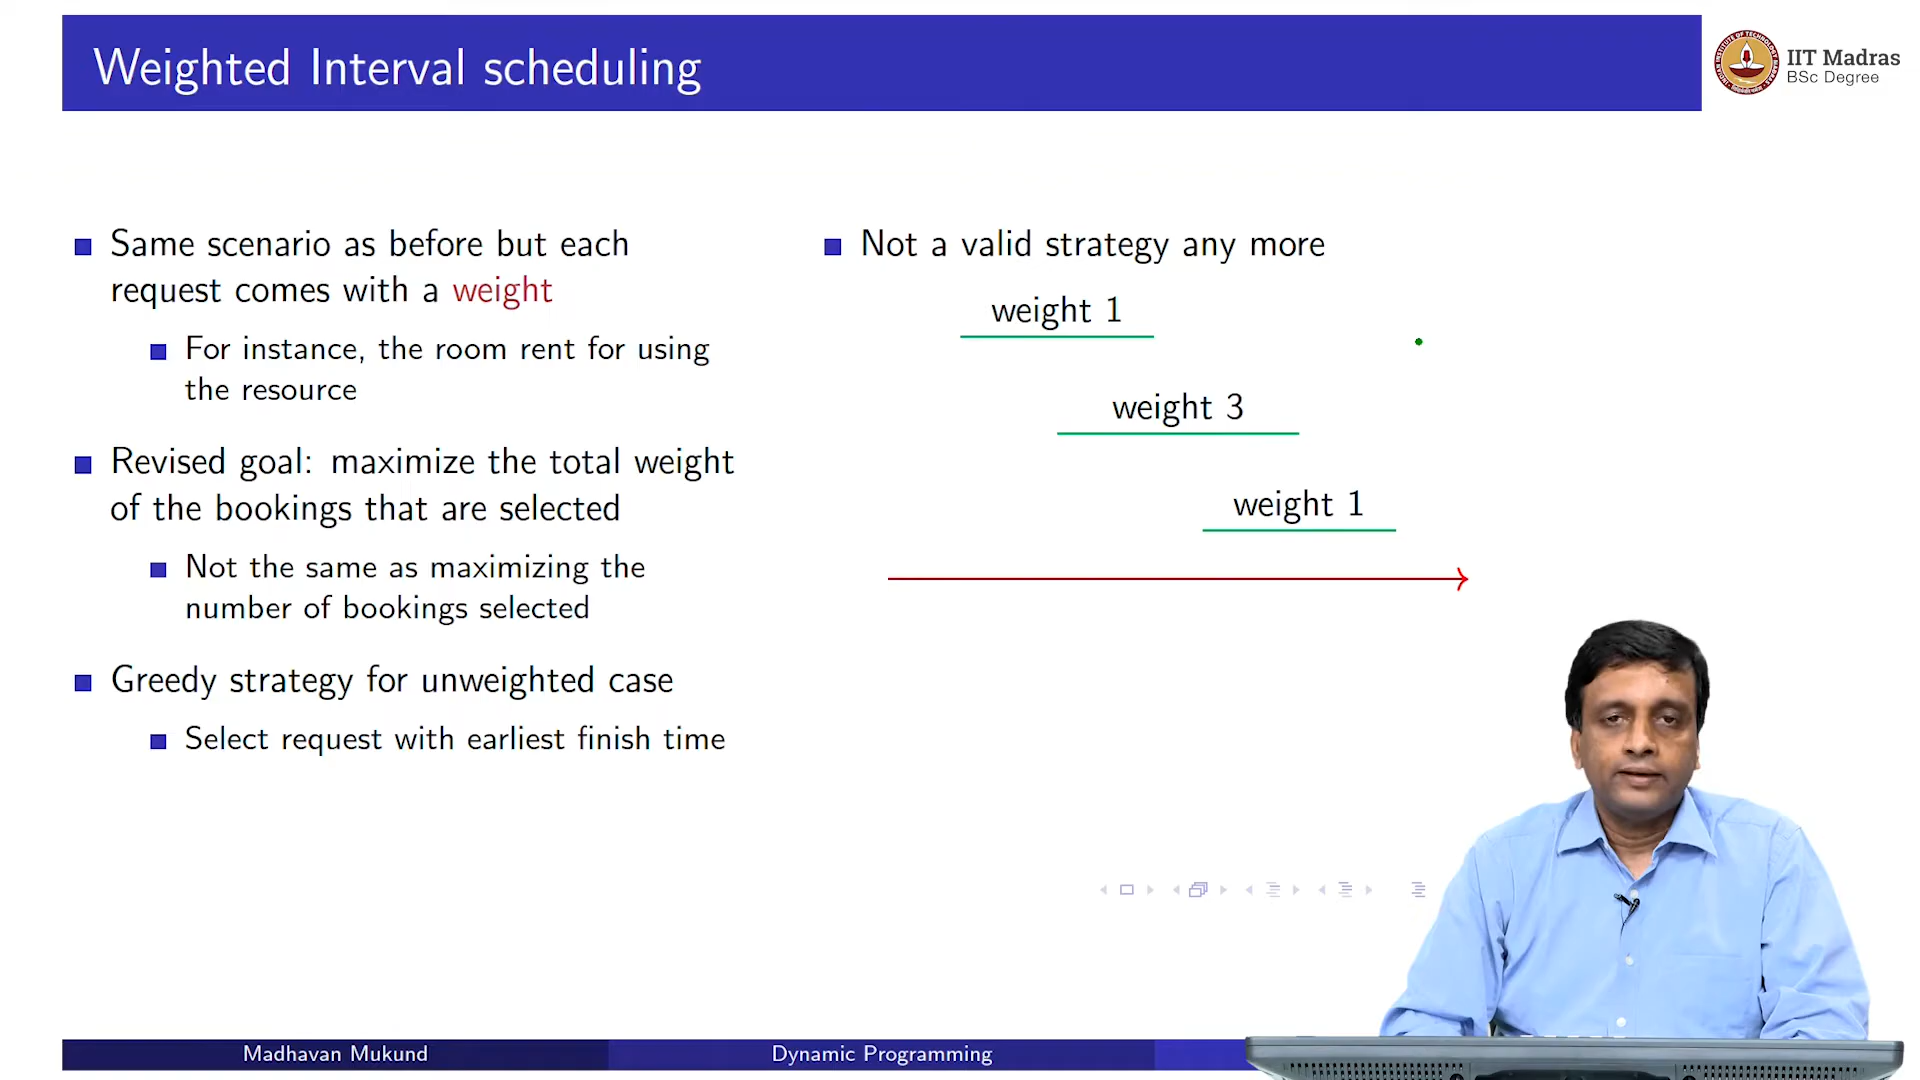 Weighted Interval scheduling
IIT Madras
BSc Degree
Same scenario as before but each
request comes with a weight
For instance, the room rent for using
the resource
Revised goal: maximize the total weight
of the bookings that are selected
Not the same as maximizing the
number of bookings selected
Greedy strategy for unweighted case
Select request with earliest finish time
Not a valid strategy any more
weight 1
weight 3
weight 1
Madhavan Mukund
Dynamic Programming